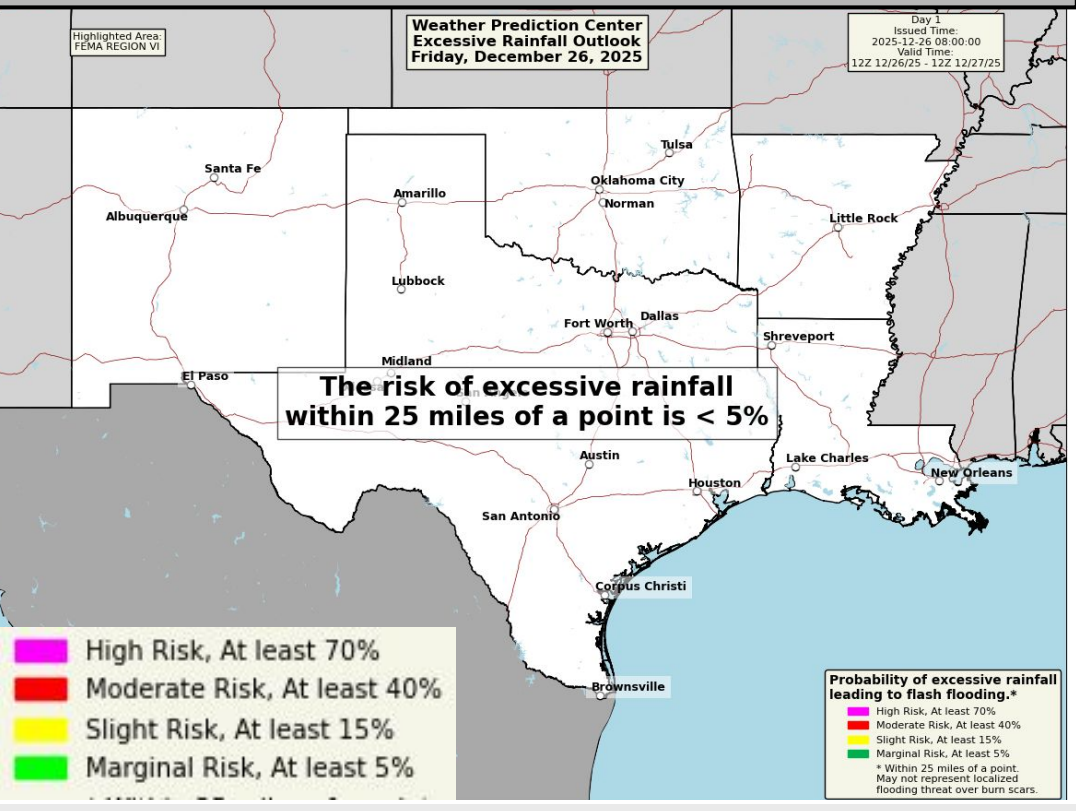 Highlighted Area:
FEMA REGION VI
Weather Prediction Center
Excessive Rainfall Outlook
Friday, December 26, 2025
Day 1
Issued Time:
2025-12-26 08:00:00
Valid Time:
12Z 12/26/25 - 12Z 12/27/25
Tulsa
Santa Fe
Oklahoma City
Amarillo
Norman
Albuquerque
Little Rock
Lubbock
Dallas
Fort Worth
Shreveport
Midland
El Paso
The risk of excessive rainfall
within 25 miles of a point is < 5%
Austin
Lake Charles
New Orleans
Houston
San Antonio
Corpus Christi
Brownsville
High Risk, At least 70%
Moderate Risk, At least 40%
Slight Risk, At least 15%
Marginal Risk, At least 5%
Probability of excessive rainfall
leading to flash flooding.*
High Risk, At least 70%
Moderate Risk, At least 40%
Slight Risk, At least 15%
Marginal Risk, At least 5%
* Within 25 miles of a point.
May not represent localized
flooding threat over burn scars.